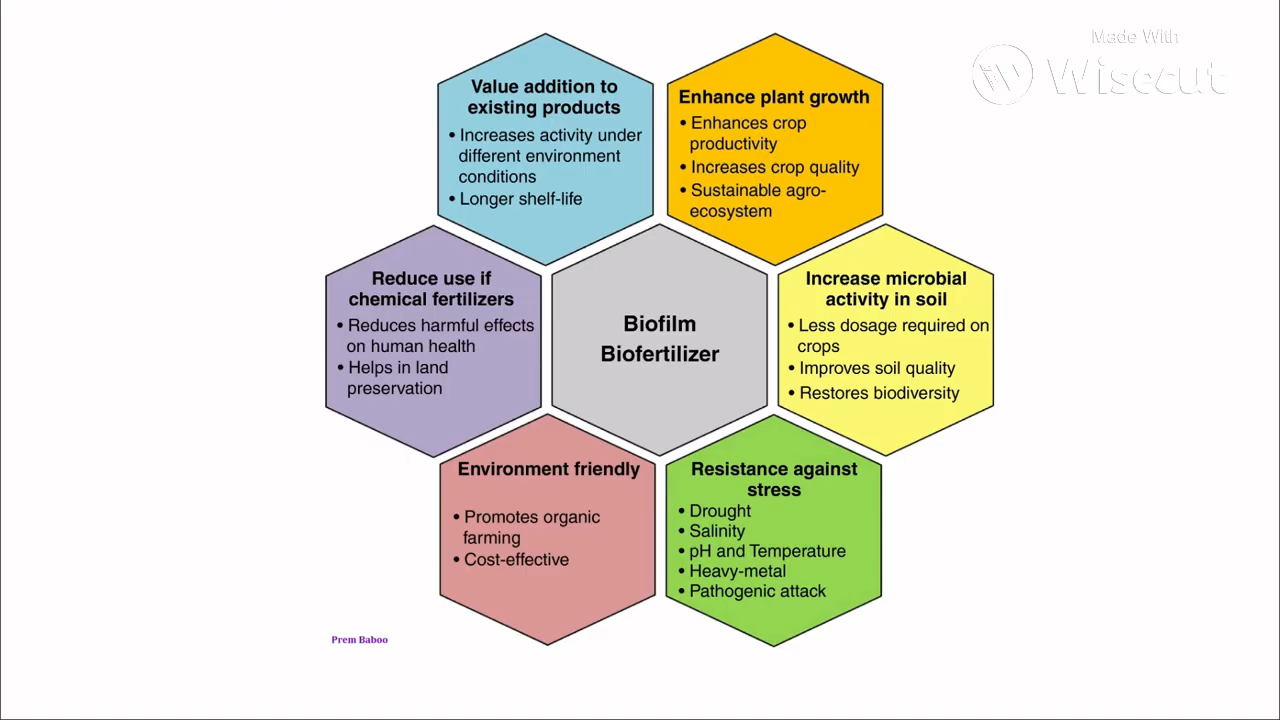 Made With
Wisecut
Value addition to
existing products
• Increases activity under
different environment
conditions
• Longer shelf-life
Enhance plant growth
• Enhances crop
productivity
• Increases crop quality
• Sustainable agro-
ecosystem
Reduce use if
chemical fertilizers
• Reduces harmful effects
on human health
• Helps in land
preservation
Biofilm
Biofertilizer
Increase microbial
activity in soil
• Less dosage required on
crops
• Improves soil quality
• Restores biodiversity
Environment friendly
• Promotes organic
farming
• Cost-effective
Resistance against
stress
• Drought
• Salinity
• pH and Temperature
• Heavy-metal
• Pathogenic attack
Prem Baboo